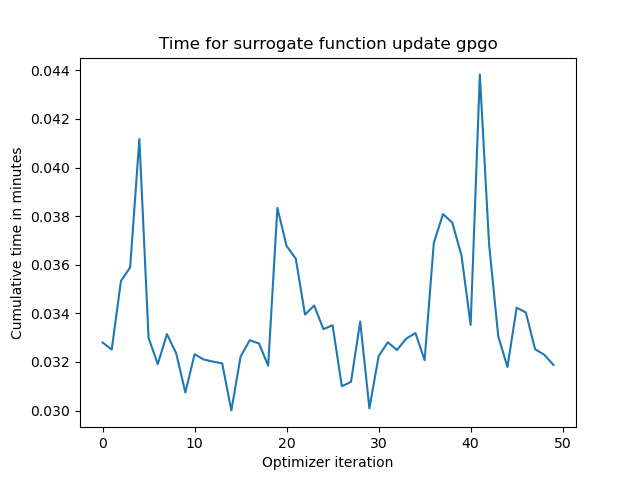 Time for surrogate function update gpgo
Cumulative time in minutes
0.044
0.042
0.040
0.038
0.036
0.034
0.032
0.030
0 10 20 30 40 50
Optimizer iteration